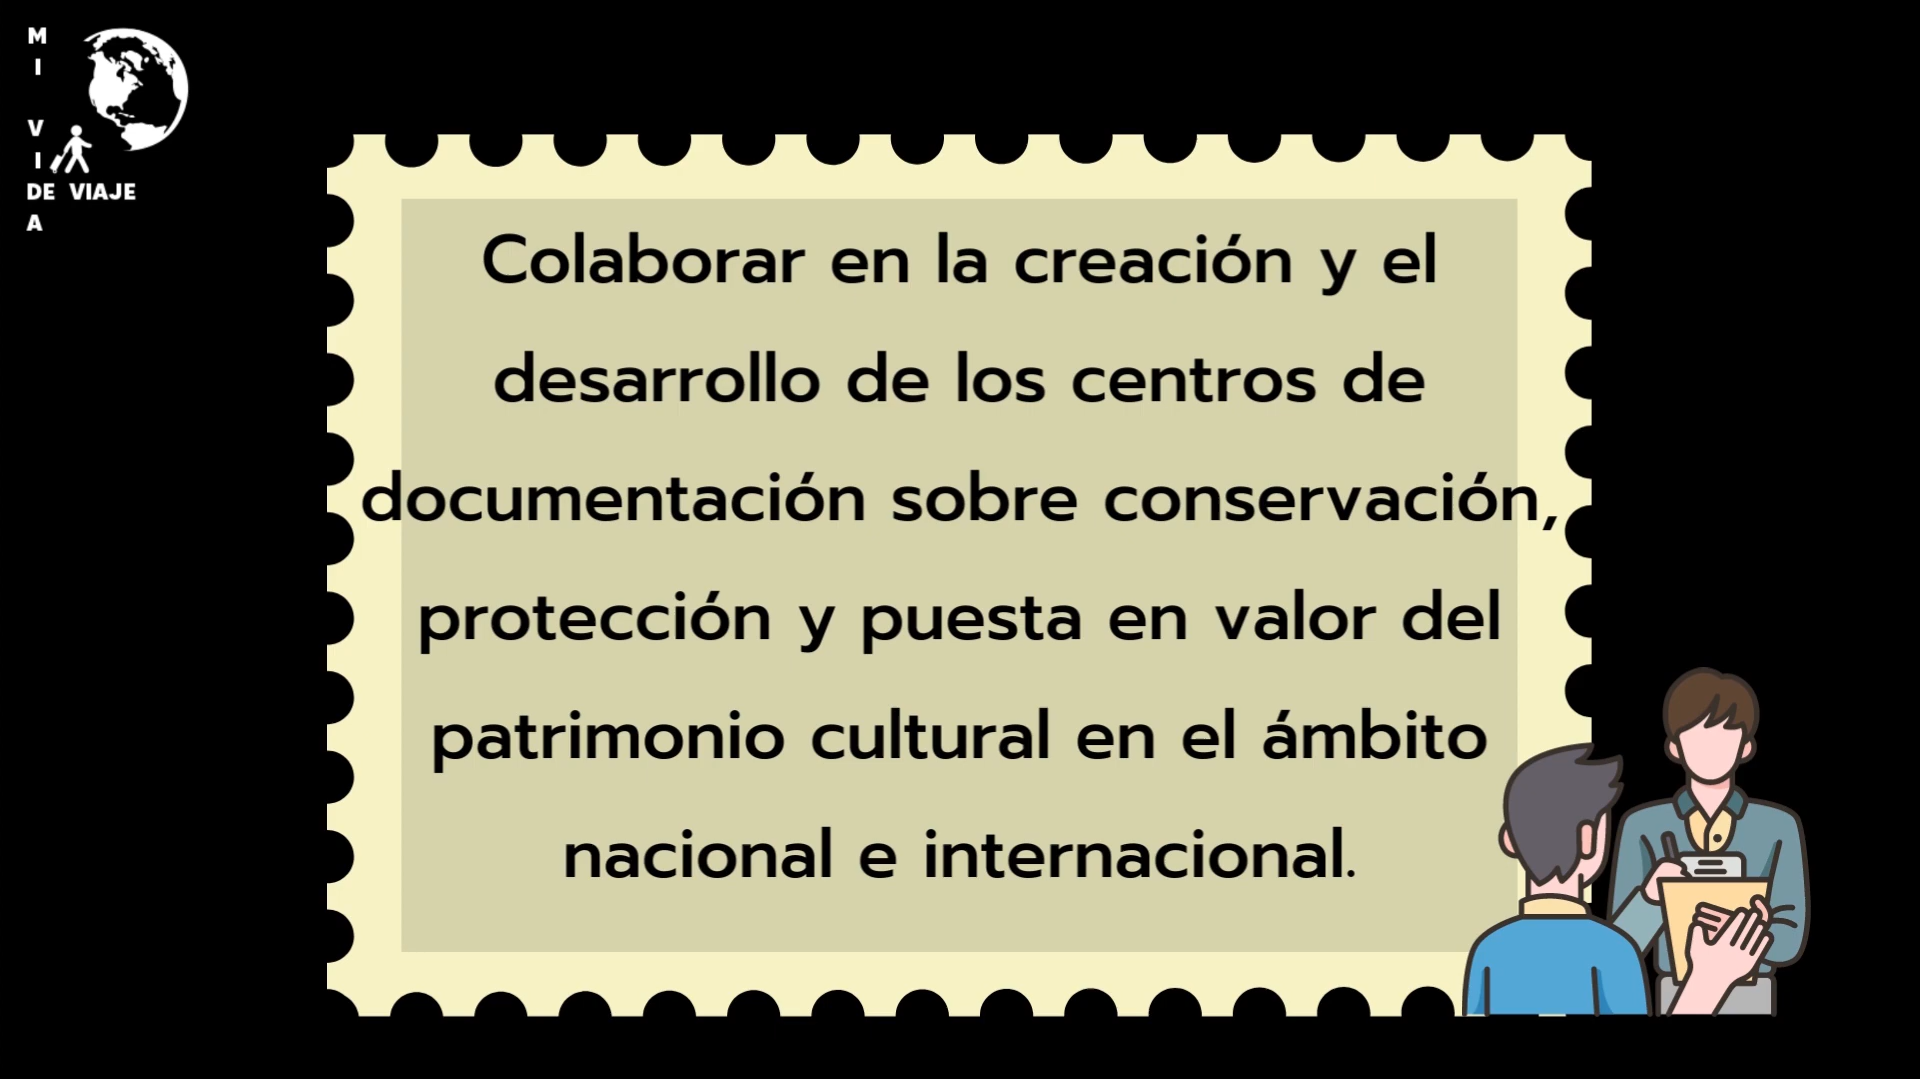 MI VIDA
DE VIAJE
Colaborar en la creación y el
desarrollo de los centros de
documentación sobre conservación,
protección y puesta en valor del
patrimonio cultural en el ámbito
nacional e internacional.